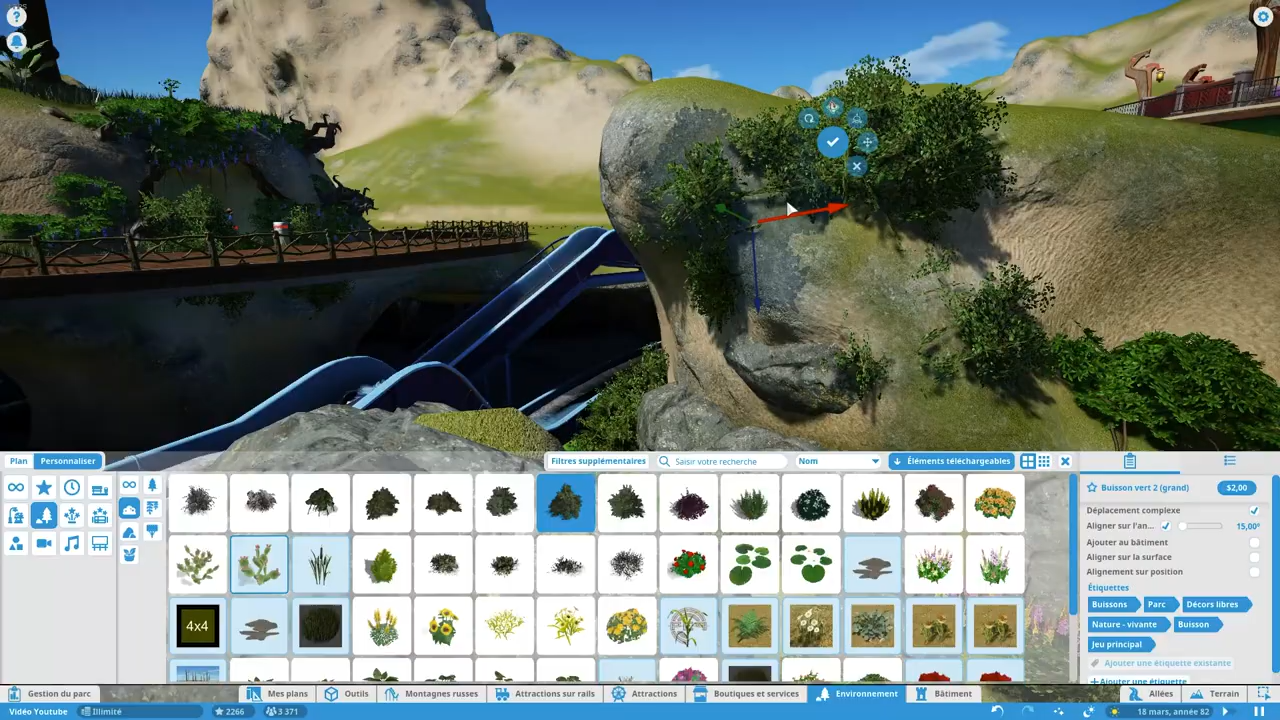 Plan Personnaliser Filtres supplémentaires Saisir votre recherche Nom Éléments téléchargeables
Buisson vert 2 (grand) $2,00
Déplacement complexe
Aligner sur l'an... 15,00°
Ajouter au bâtiment
Aligner sur la surface
Alignement sur position
Étiquettes
Buissons Parc Décors libres
Nature - vivante Buisson
Jeu principal
Ajouter une étiquette existante
+Ajouter une étiquette
4x4
Gestion du parc Mes plans Outils Montagnes russes Attractions sur rails Attractions Boutiques et services Environnement Bâtiment Allées Terrain
Vidéo Youtube Illimité 2266 3 371 18 mars, année 82